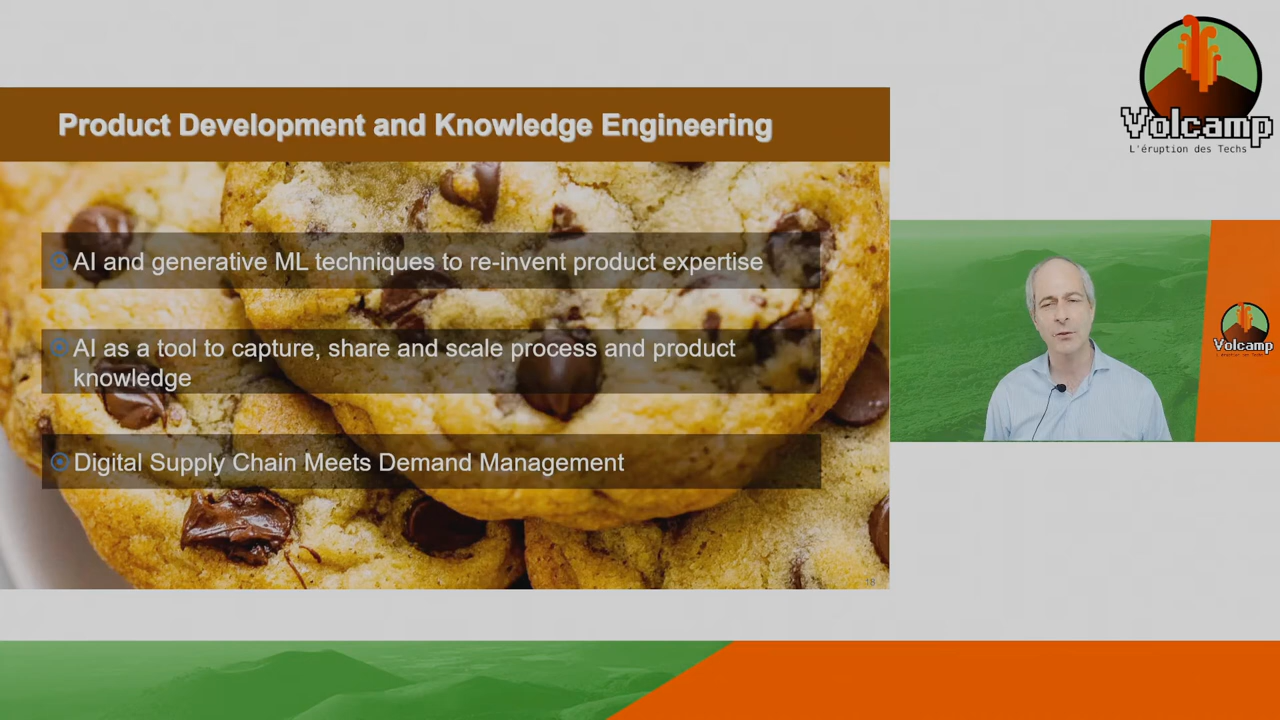 Product Development and Knowledge Engineering
AI and generative ML techniques to re-invent product expertise
AI as a tool to capture, share and scale process and product
knowledge
Digital Supply Chain Meets Demand Management
18
Volcamp
L'éruption des Techs
Volcamp